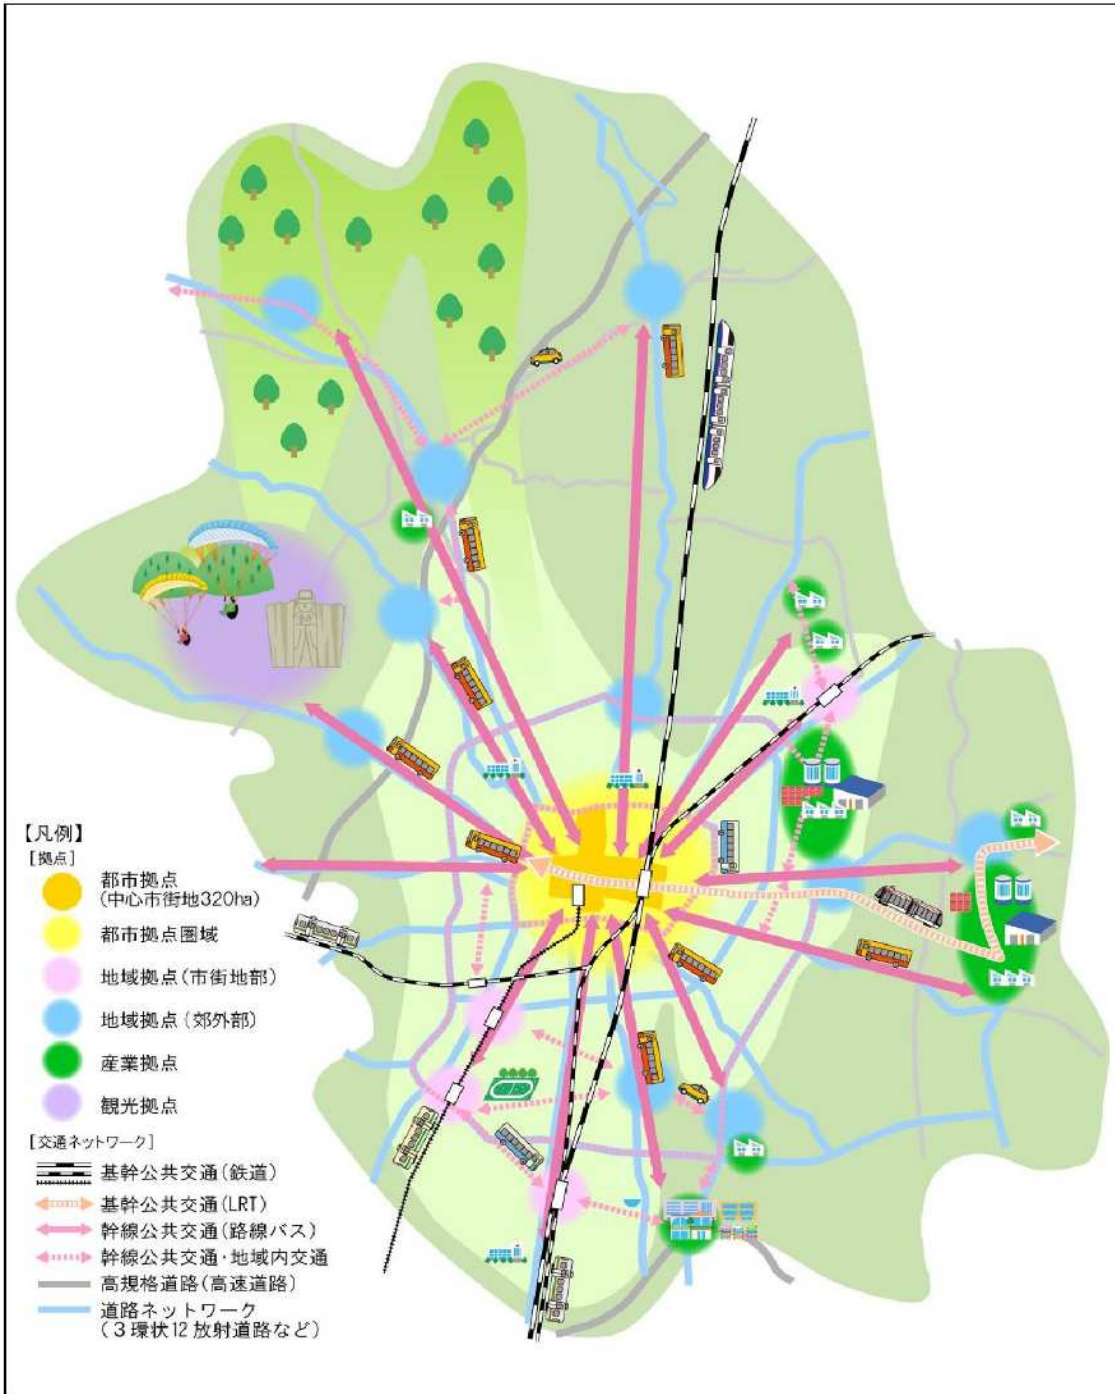 【凡例】
[拠点]
都市拠点
(中心市街地320ha)
都市拠点圏域
地域拠点(市街地部)
地域拠点(郊外部)
産業拠点
観光拠点
[交通ネットワーク]
基幹公共交通(鉄道)
基幹公共交通(LRT)
幹線公共交通(路線バス)
幹線公共交通・地域内交通
高規格道路(高速道路)
道路ネットワーク
(3環状12放射道路など)